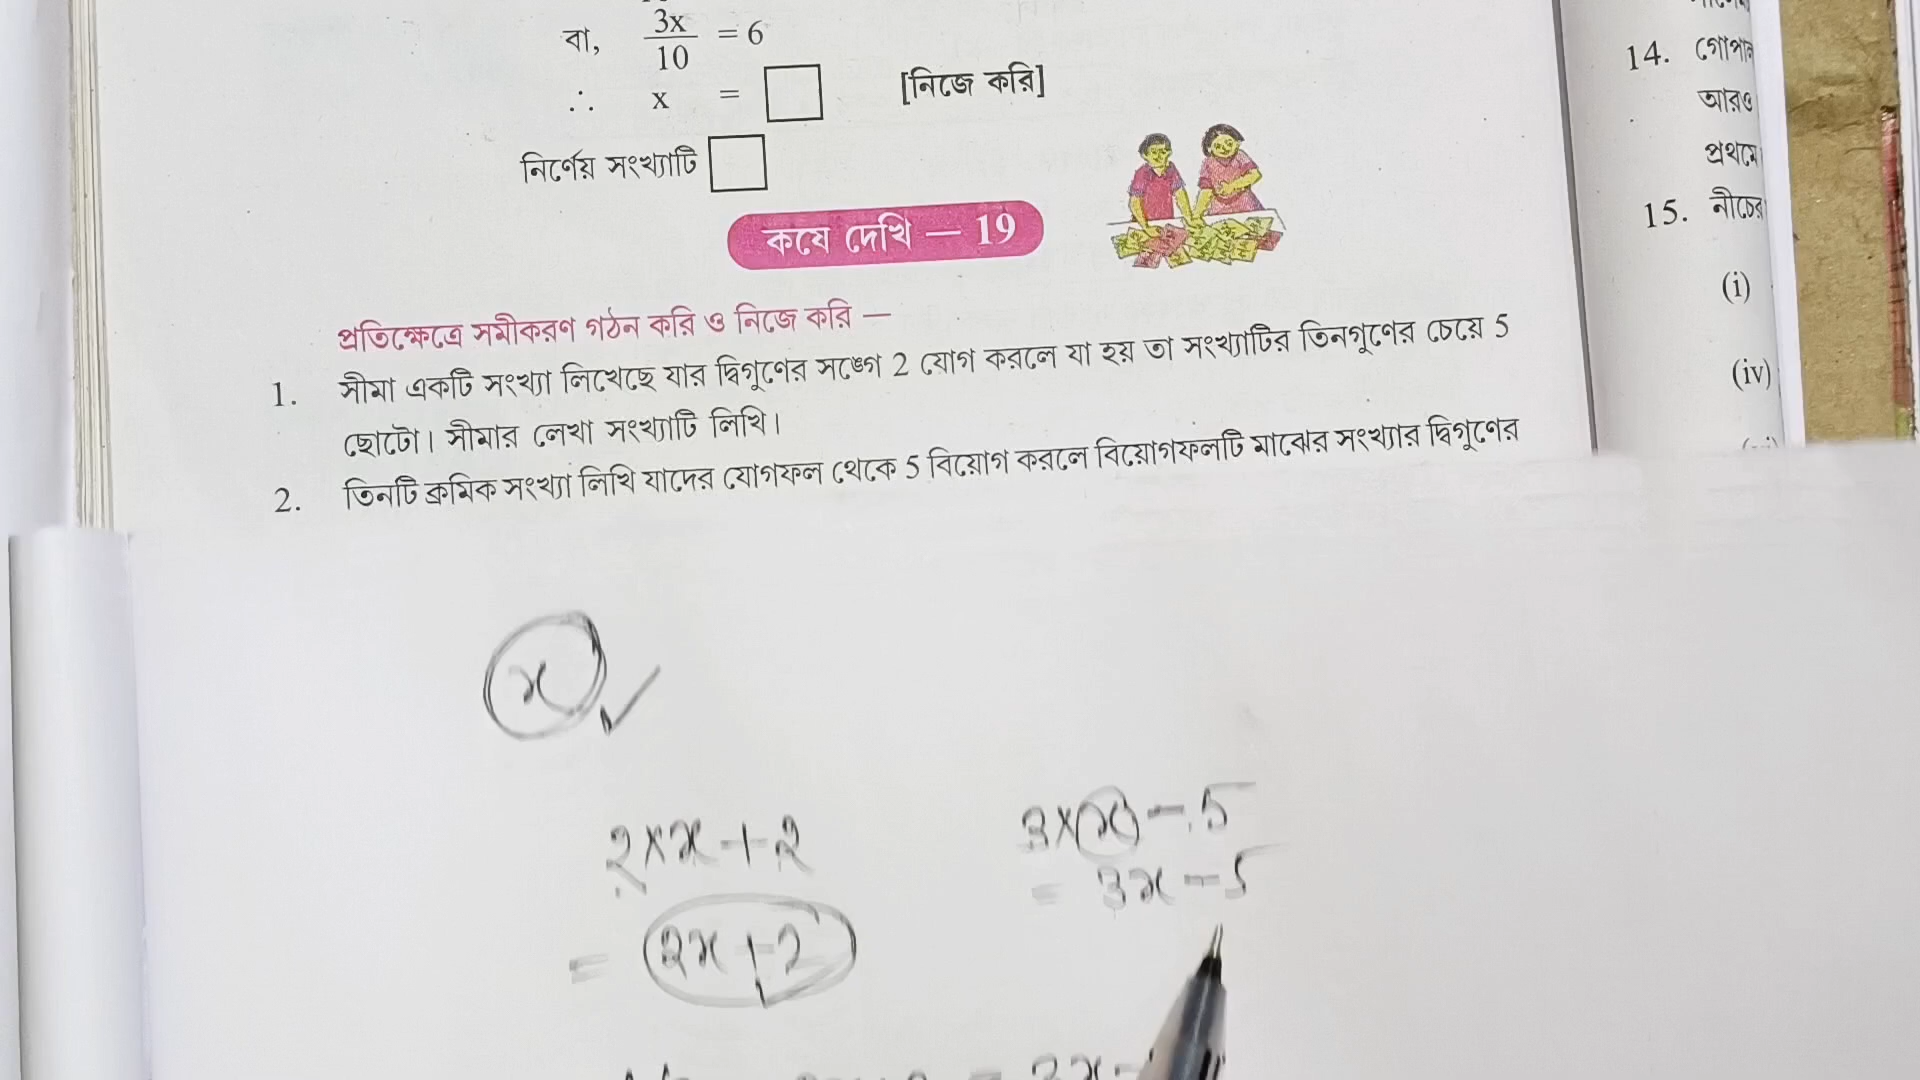 বা, 3x/10 = 6
∴ x = [নিজে করি]
নির্ণেয় সংখ্যাটি
কষে দেখি — 19
প্রতিক্ষেত্রে সমীকরণ গঠন করি ও নিজে করি —
1. সীমা একটি সংখ্যা লিখেছে যার দ্বিগুণের সঙ্গে 2 যোগ করলে যা হয় তা সংখ্যাটির তিনগুণের চেয়ে 5
ছোটো। সীমার লেখা সংখ্যাটি লিখি।
2. তিনটি ক্রমিক সংখ্যা লিখি যাদের যোগফল থেকে 5 বিয়োগ করলে বিয়োগফলটি মাঝের সংখ্যার দ্বিগুণের
14.
আরও
প্রথমে
15. নীচের
(i)
(iv)
x
2×x+2
= 2x+2
3×x-5
= 3x-5